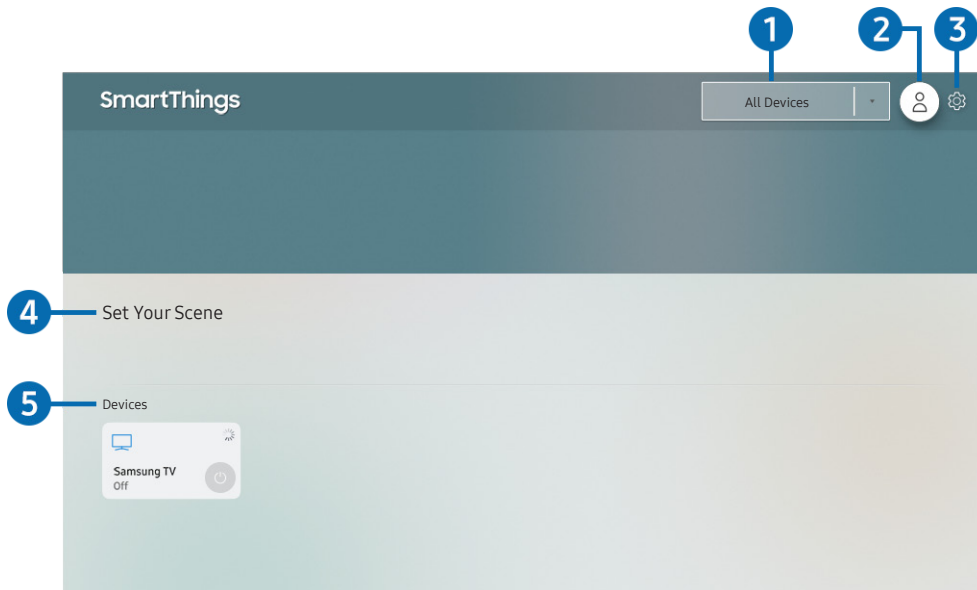 1 2 3
SmartThings
All Devices
4 Set Your Scene
5 Devices
Samsung TV
Off